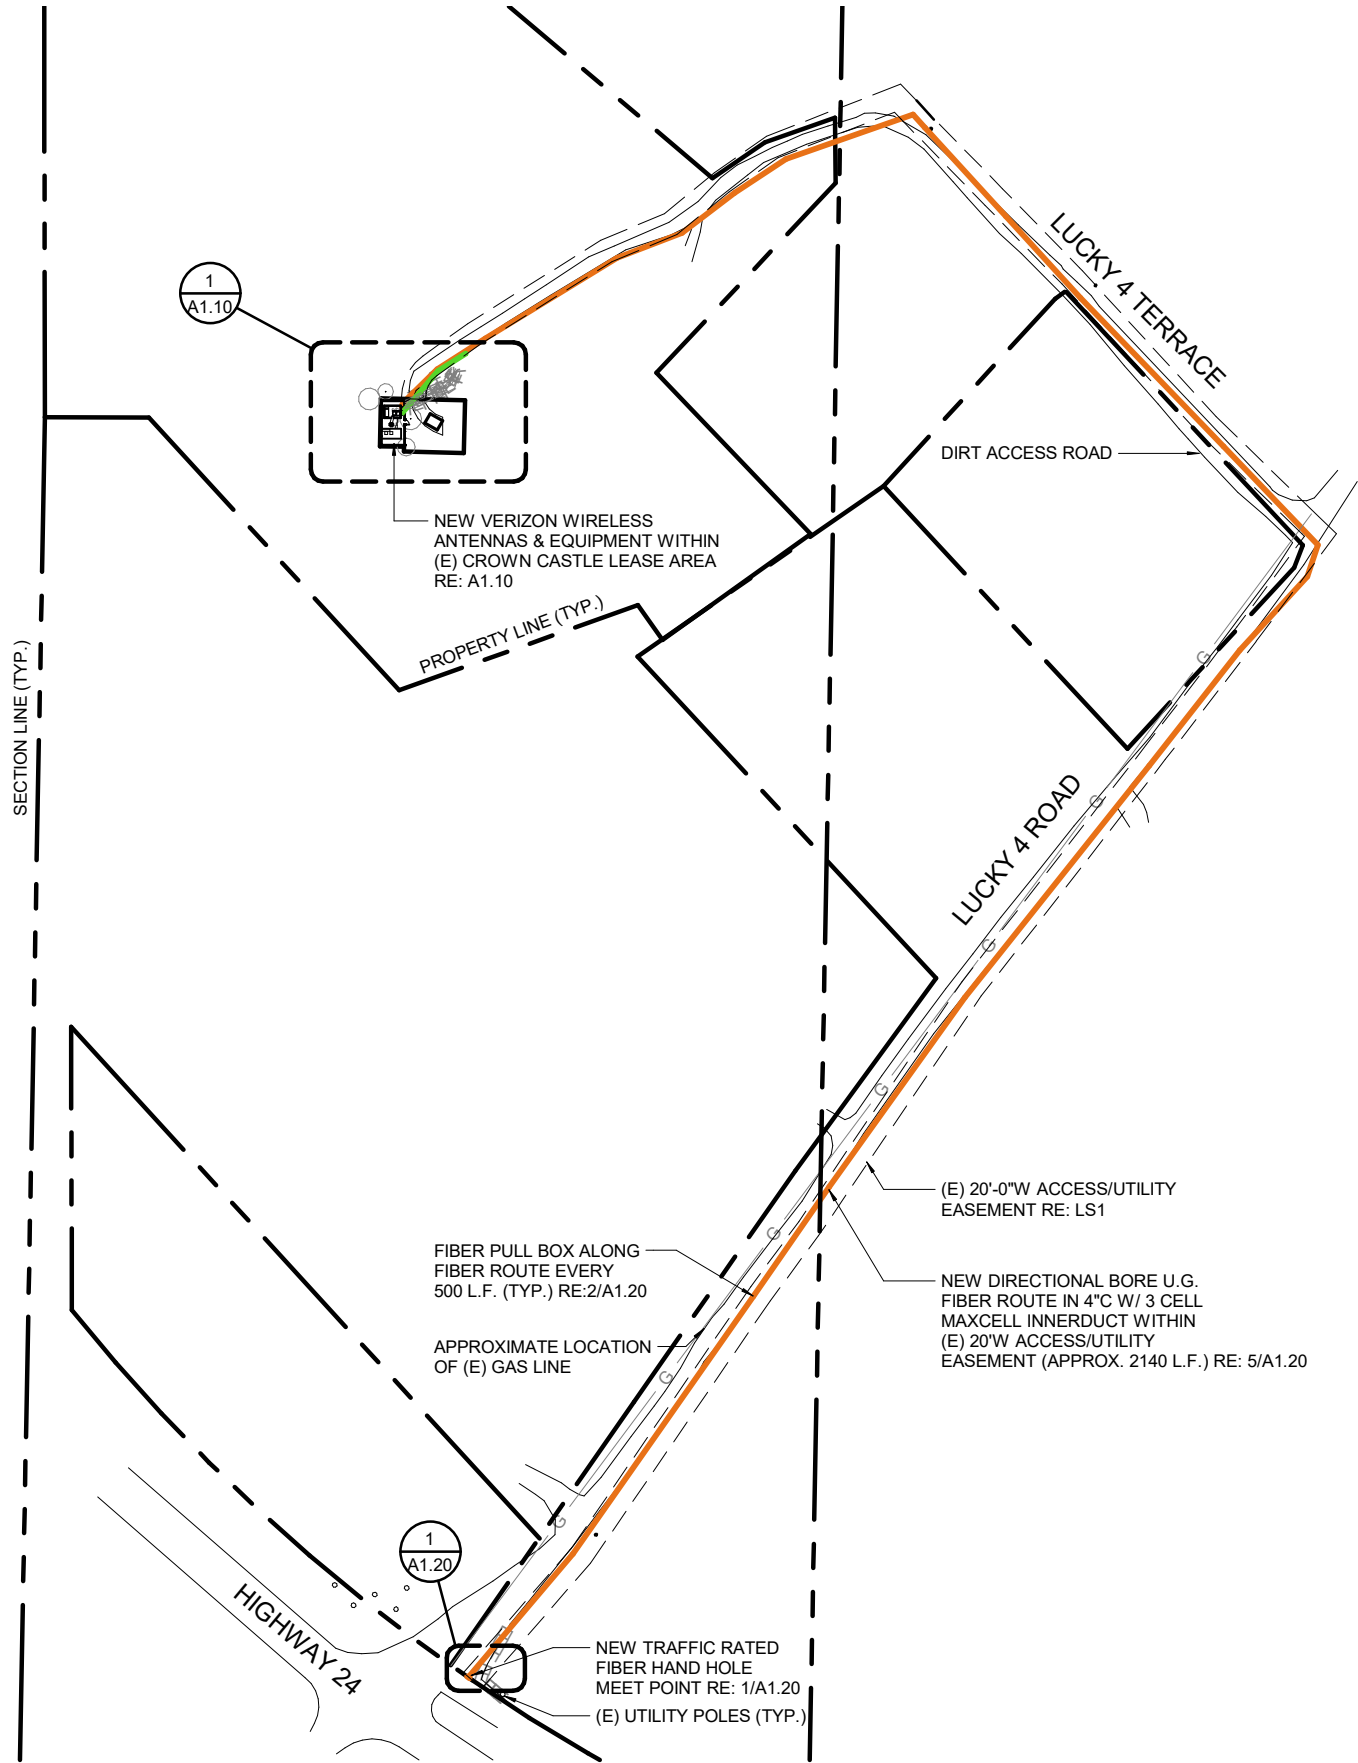 LUCKY 4 TERRACE
1
A1.10
DIRT ACCESS ROAD
NEW VERIZON WIRELESS
ANTENNAS & EQUIPMENT WITHIN
(E) CROWN CASTLE LEASE AREA
RE: A1.10
PROPERTY LINE (TYP.)
SECTION LINE (TYP.)
G
G
LUCKY 4 ROAD
G
G
(E) 20'-0"W ACCESS/UTILITY
EASEMENT RE: LS1
G
FIBER PULL BOX ALONG
FIBER ROUTE EVERY
500 L.F. (TYP.) RE:2/A1.20
NEW DIRECTIONAL BORE U.G.
FIBER ROUTE IN 4"C W/ 3 CELL
MAXCELL INNERDUCT WITHIN
(E) 20'W ACCESS/UTILITY
EASEMENT (APPROX. 2140 L.F.) RE: 5/A1.20
APPROXIMATE LOCATION
OF (E) GAS LINE
G
G
1
A1.20
HIGHWAY 24
NEW TRAFFIC RATED
FIBER HAND HOLE
MEET POINT RE: 1/A1.20
(E) UTILITY POLES (TYP.)